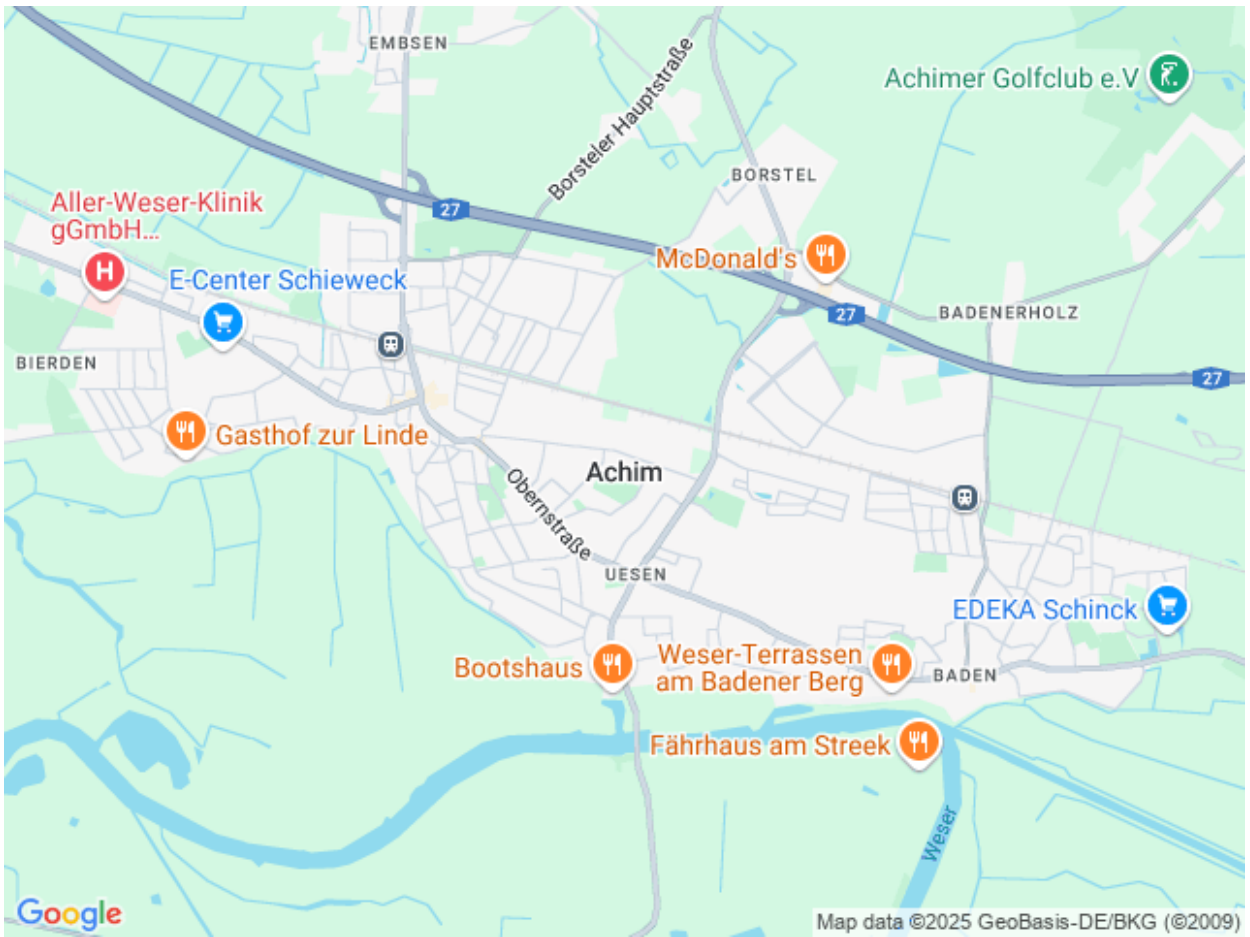 EMBSEN
Achimer Golfclub e.V
Borsteler Hauptstraße
BORSTEL
Aller-Weser-Klinik
gGmbH...
27
McDonald's
E-Center Schieweck
27
BADENERHOLZ
BIERDEN
27
Gasthof zur Linde
Achim
Obernstraße
UESEN
EDEKA Schinck
Bootshaus
Weser-Terrassen
am Badener Berg
BADEN
Fährhaus am Streek
Weser
Google
Map data ©2025 GeoBasis-DE/BKG (©2009)